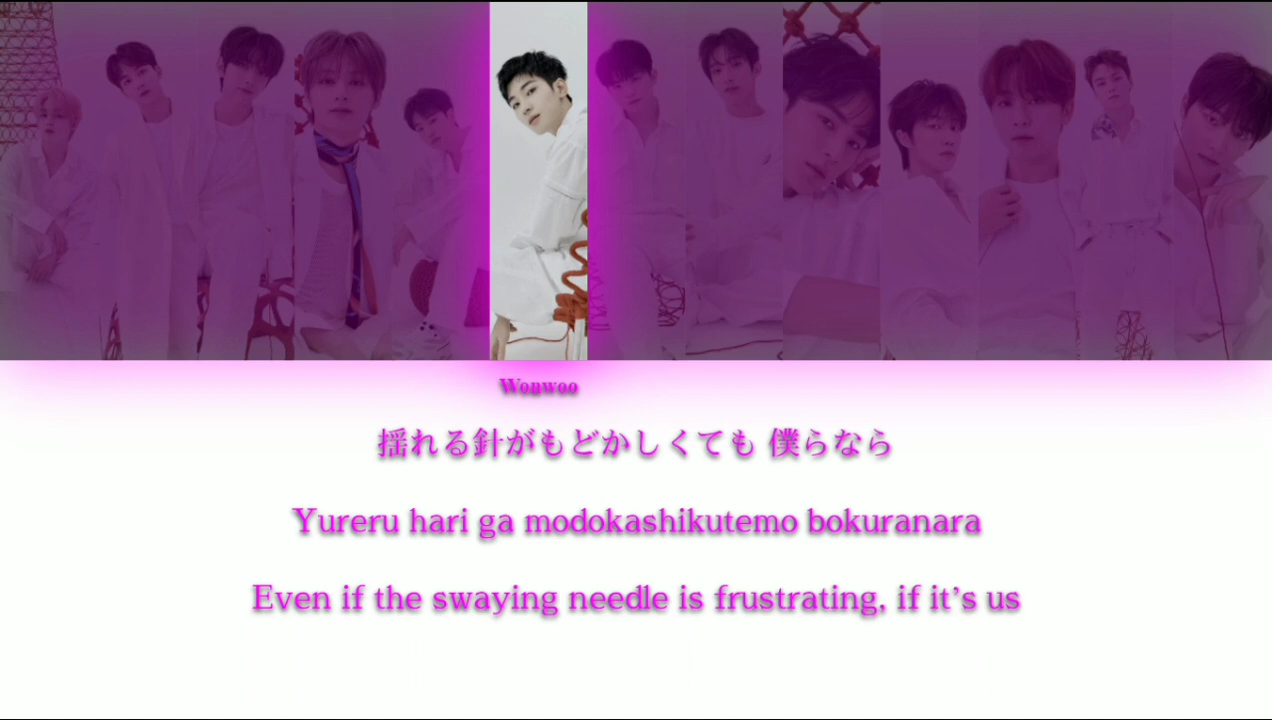 Wonwoo
揺れる針がもどかしくても 僕らなら
Yureru hari ga modokashikutemo bokuranara
Even if the swaying needle is frustrating, if it’s us